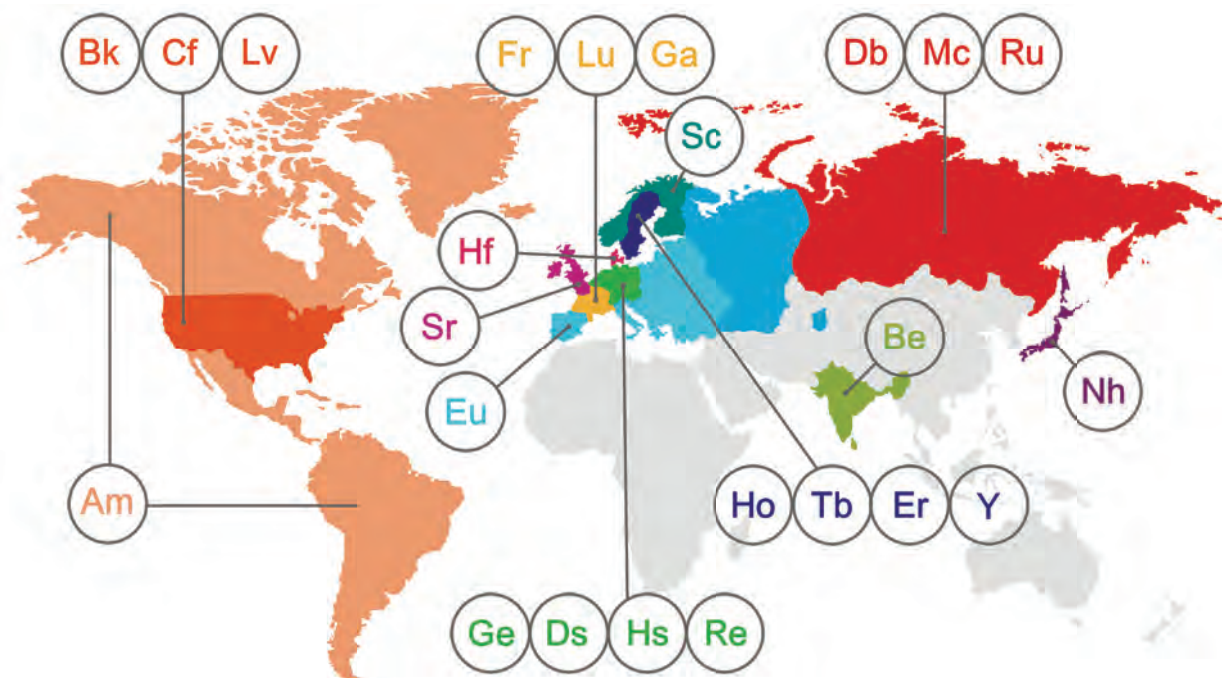 Bk Cf Lv
Fr Lu Ga
Db Mc Ru
Sc
Hf
Sr
Be
Eu
Nh
Am
Ho Tb Er Y
Ge Ds Hs Re